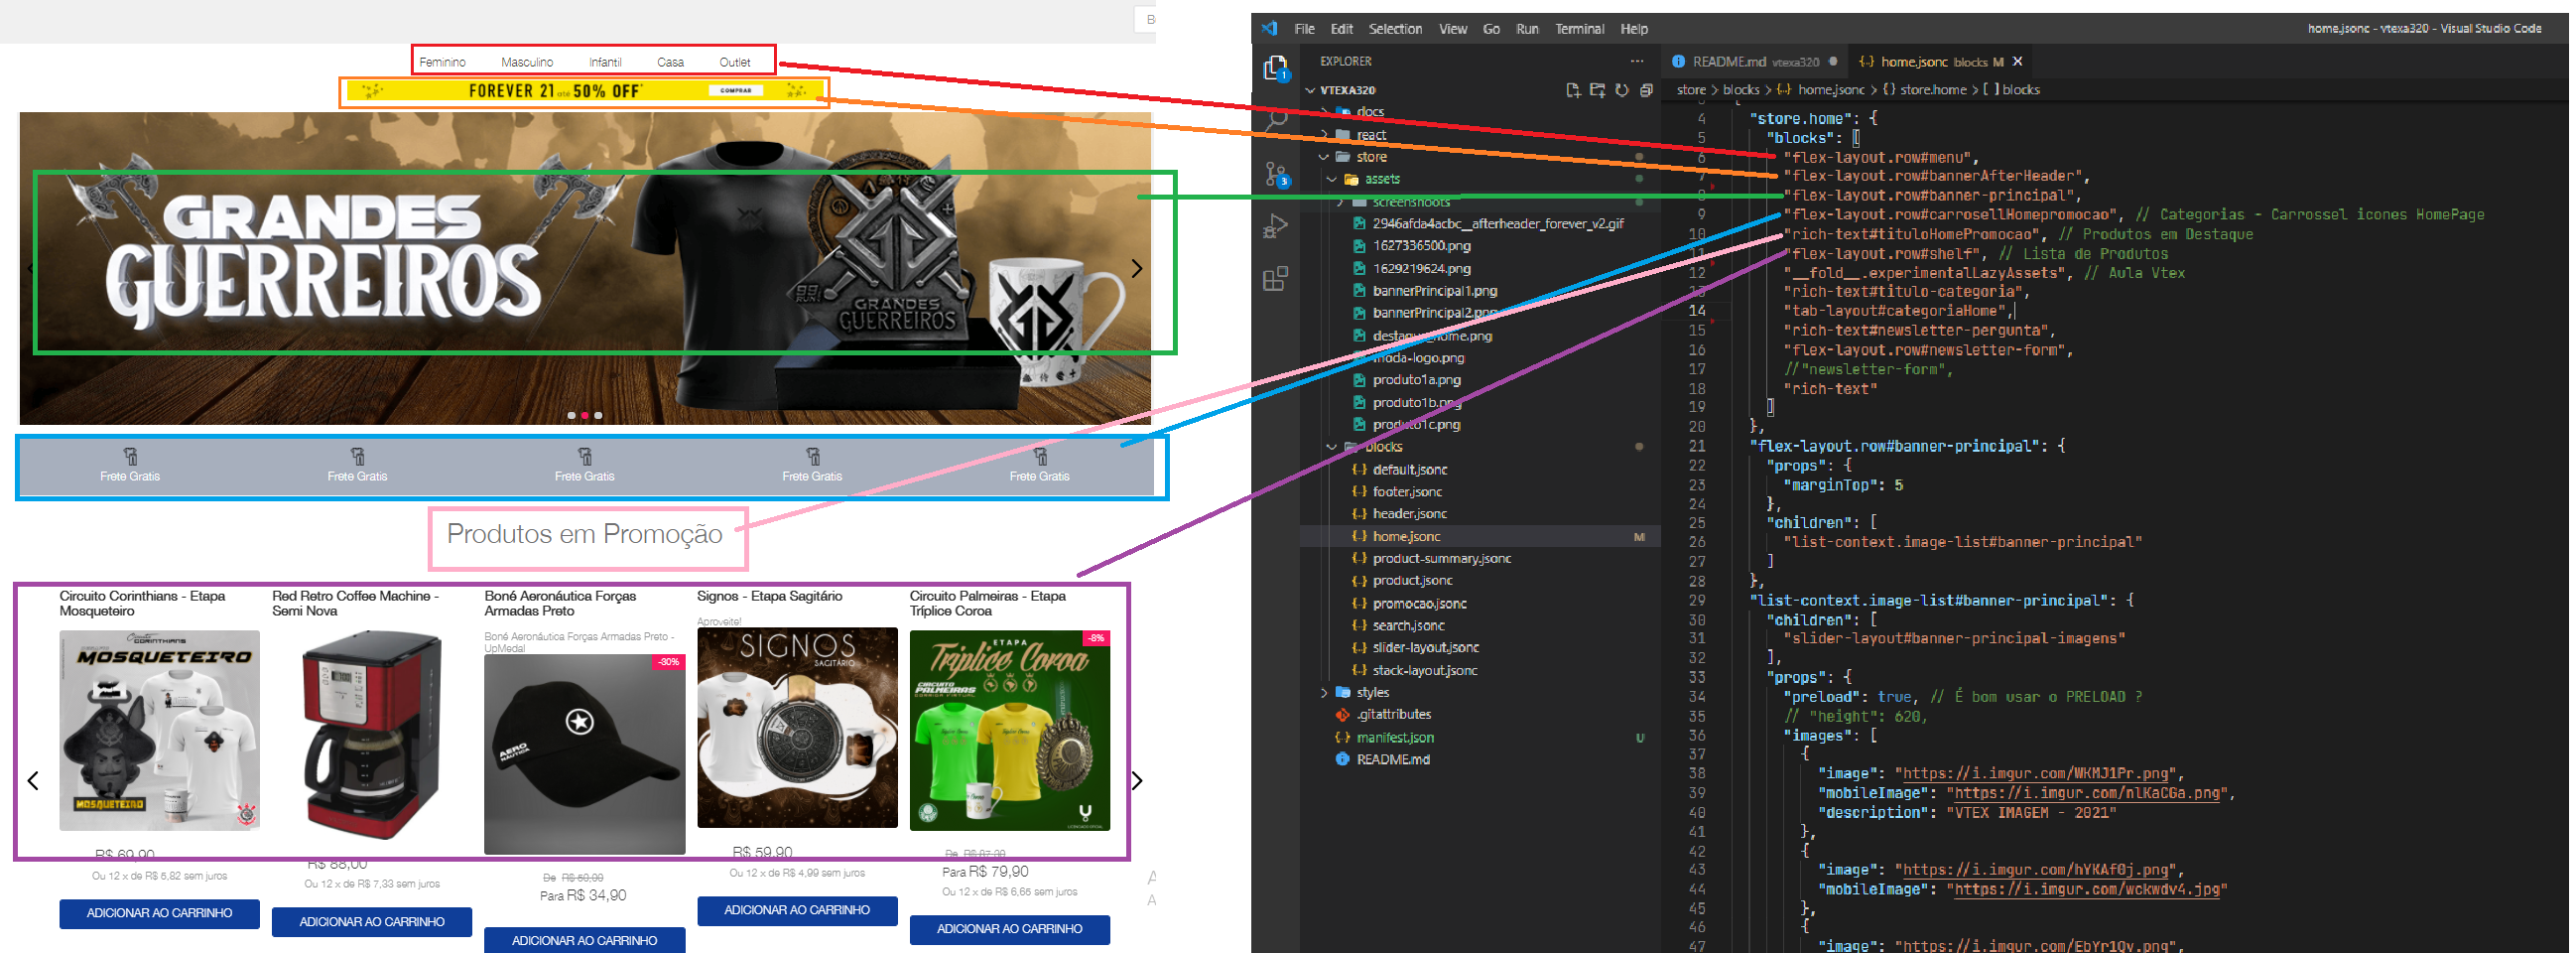 B
Feminino Masculino Infantil Casa Outlet
FOREVER 21 até 50% OFF* COMPRAR
GRANDES
GUERREIROS
GRANDES
GUERREIROS
Frete Gratis Frete Gratis Frete Gratis Frete Gratis Frete Gratis
Produtos em Promoção
Circuito Corinthians - Etapa
Mosqueteiro
MOSQUETEIRO
MOSQUETEIRO
R$ 69,90
Ou 12 x de R$ 5,82 sem juros
ADICIONAR AO CARRINHO
Red Retro Coffee Machine -
Semi Nova
R$ 88,00
Ou 12 x de R$ 7,33 sem juros
ADICIONAR AO CARRINHO
Boné Aeronáutica Forças
Armadas Preto
Boné Aeronáutica Forças Armadas Preto -
UpMedal
-30%
AERO
NÁUTICA
De R$ 50,00
Para R$ 34,90
ADICIONAR AO CARRINHO
Signos - Etapa Sagitário
Aproveite!
SIGNOS
SAGITÁRIO
R$ 59,90
Ou 12 x de R$ 4,99 sem juros
ADICIONAR AO CARRINHO
Circuito Palmeiras - Etapa
Tríplice Coroa
-8%
ETAPA
Tríplice Coroa
CIRCUITO
PALMEIRAS
De R$ 87,00
Para R$ 79,90
Ou 12 x de R$ 6,66 sem juros
ADICIONAR AO CARRINHO
File Edit Selection View Go Run Terminal Help
home.jsonc - vtexa320 - Visual Studio Code
EXPLORER
VTEXA320
docs
react
store
assets
screenshoots
2946afda4acbc__afterheader_forever_v2.gif
1627336500.png
1629219624.png
bannerPrincipal1.png
bannerPrincipal2.png
destaque_home.png
moda-logo.png
produto1a.png
produto1b.png
produto1c.png
blocks
default.jsonc
footer.jsonc
header.jsonc
home.jsonc M
product-summary.jsonc
product.jsonc
promocao.jsonc
search.jsonc
slider-layout.jsonc
stack-layout.jsonc
styles
.gitattributes
manifest.json U
README.md
README.md vtexa320
home.jsonc blocks M
store > blocks > home.jsonc > {} store.home > [ ] blocks
4 "store.home": {
5 "blocks": [
6 "flex-layout.row#menu",
7 "flex-layout.row#bannerAfterHeader",
8 "flex-layout.row#banner-principal",
9 "flex-layout.row#carrosellHomepromocao", // Categorias - Carrossel icones HomePage
10 "rich-text#tituloHomePromocao", // Produtos em Destaque
11 "flex-layout.row#shelf", // Lista de Produtos
12 "__fold__.experimentalLazyAssets", // Aula Vtex
13 "rich-text#titulo-categoria",
14 "tab-layout#categoriaHome",
15 "rich-text#newsletter-pergunta",
16 "flex-layout.row#newsletter-form",
17 //"newsletter-form",
18 "rich-text"
19 ]
20 },
21 "flex-layout.row#banner-principal": {
22 "props": {
23 "marginTop": 5
24 },
25 "children": [
26 "list-context.image-list#banner-principal"
27 ]
28 },
29 "list-context.image-list#banner-principal": {
30 "children": [
31 "slider-layout#banner-principal-imagens"
32 ],
33 "props": {
34 "preload": true, // É bom usar o PRELOAD ?
35 // "height": 620,
36 "images": [
37 {
38 "image": "https://i.imgur.com/WKMJ1Pr.png",
39 "mobileImage": "https://i.imgur.com/nlKaCGa.png",
40 "description": "VTEX IMAGEM - 2021"
41 },
42 {
43 "image": "https://i.imgur.com/hYKAf0j.png",
44 "mobileImage": "https://i.imgur.com/wckwdv4.jpg"
45 },
46 {
47 "image": "https://i.imgur.com/EbYr1Qv.png",